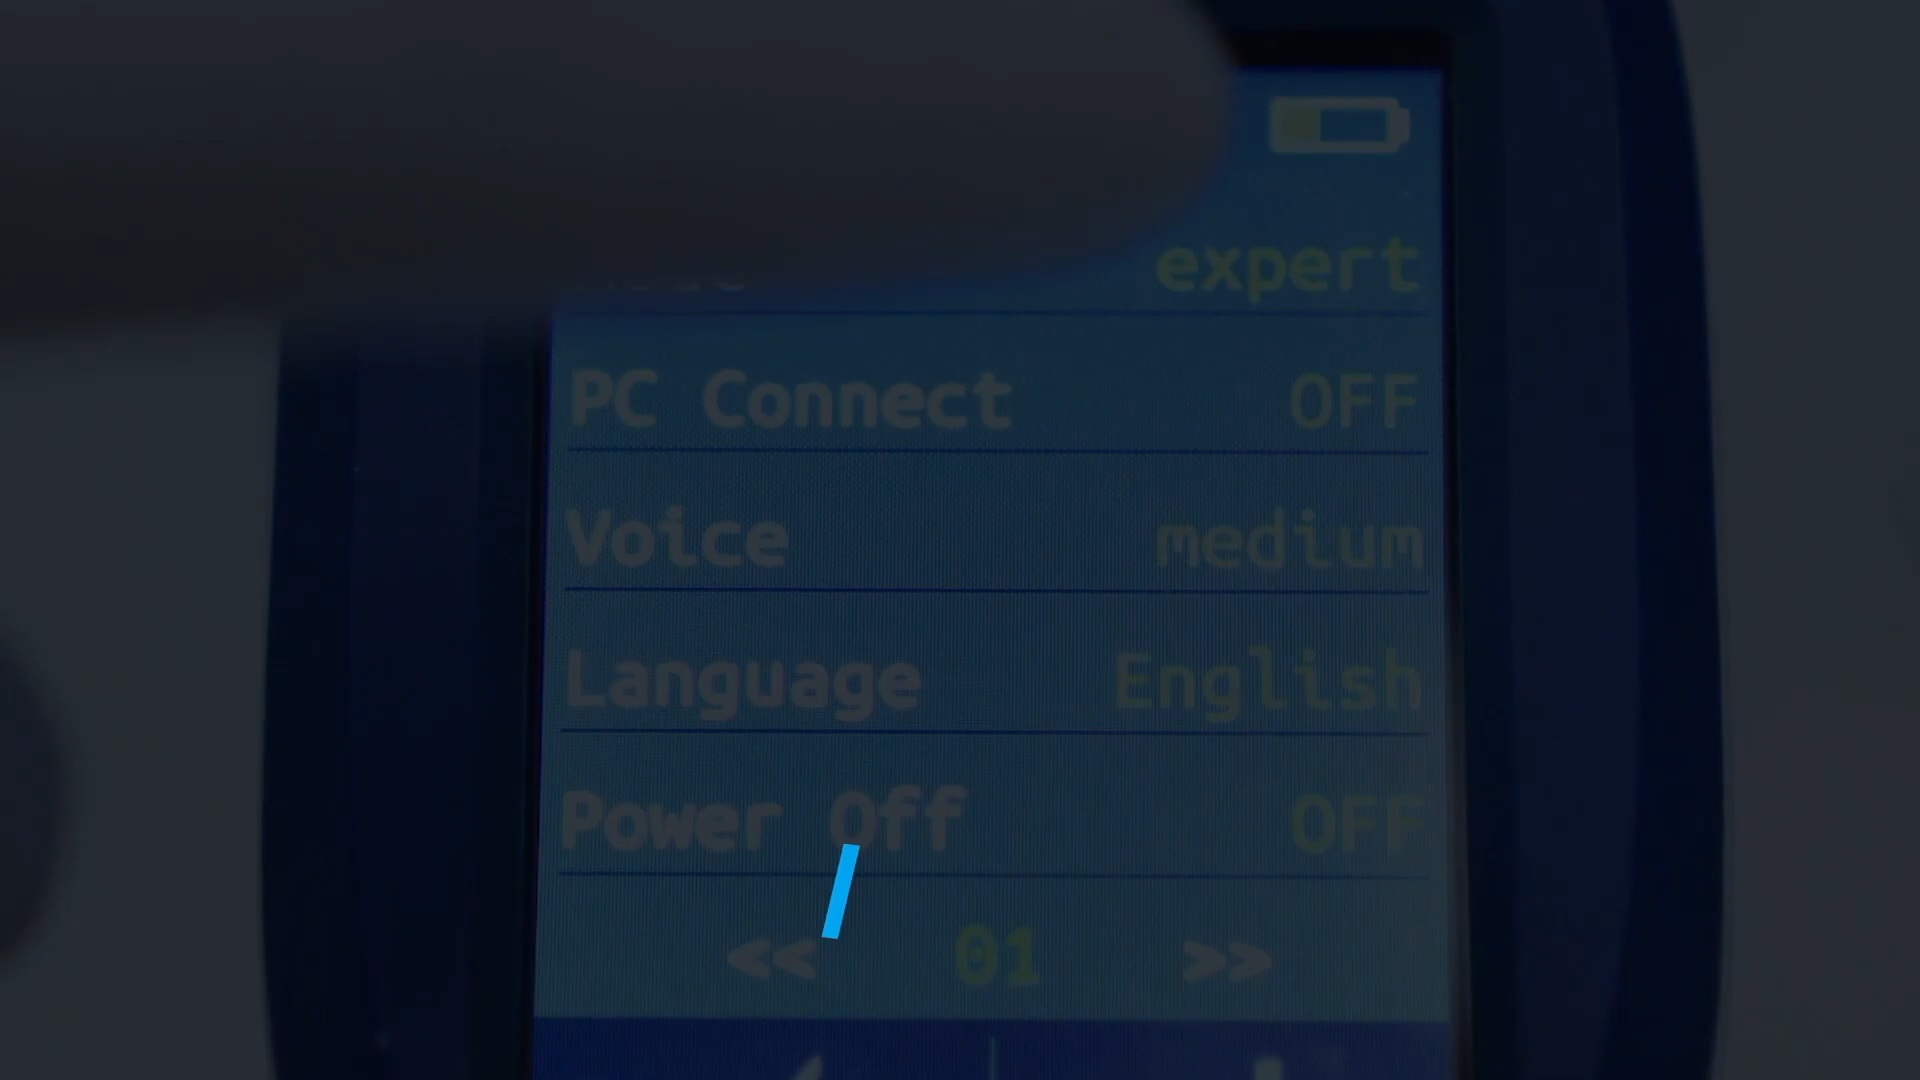 expert
PC Connect OFF
Voice medium
Language English
Power Off OFF
<< 01 >>